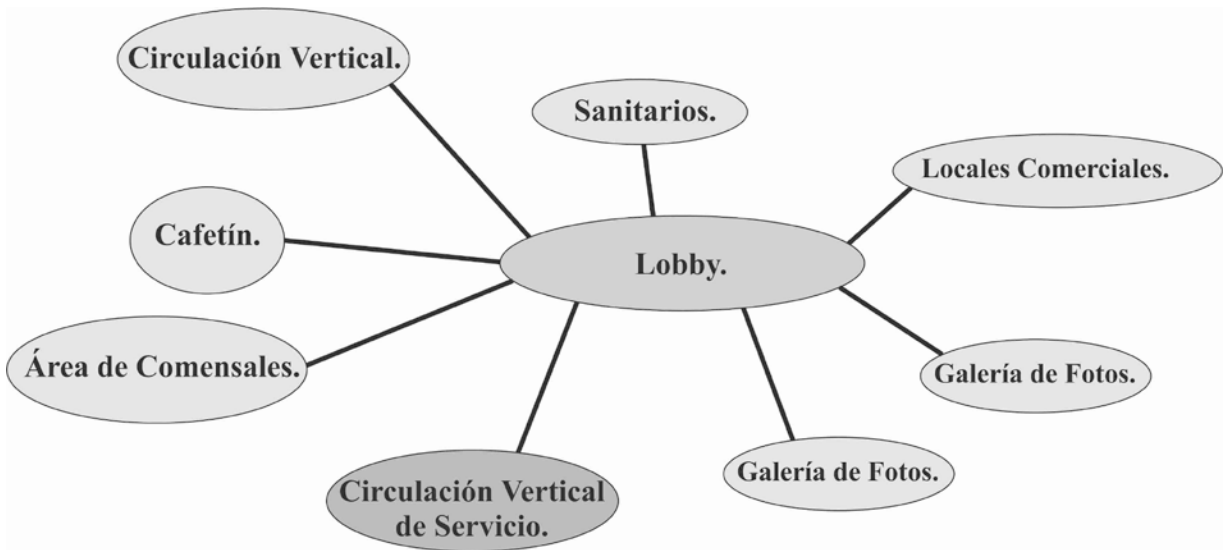 Circulación Vertical.
Sanitarios.
Locales Comerciales.
Cafetín.
Lobby.
Área de Comensales.
Galería de Fotos.
Galería de Fotos.
Circulación Vertical
de Servicio.